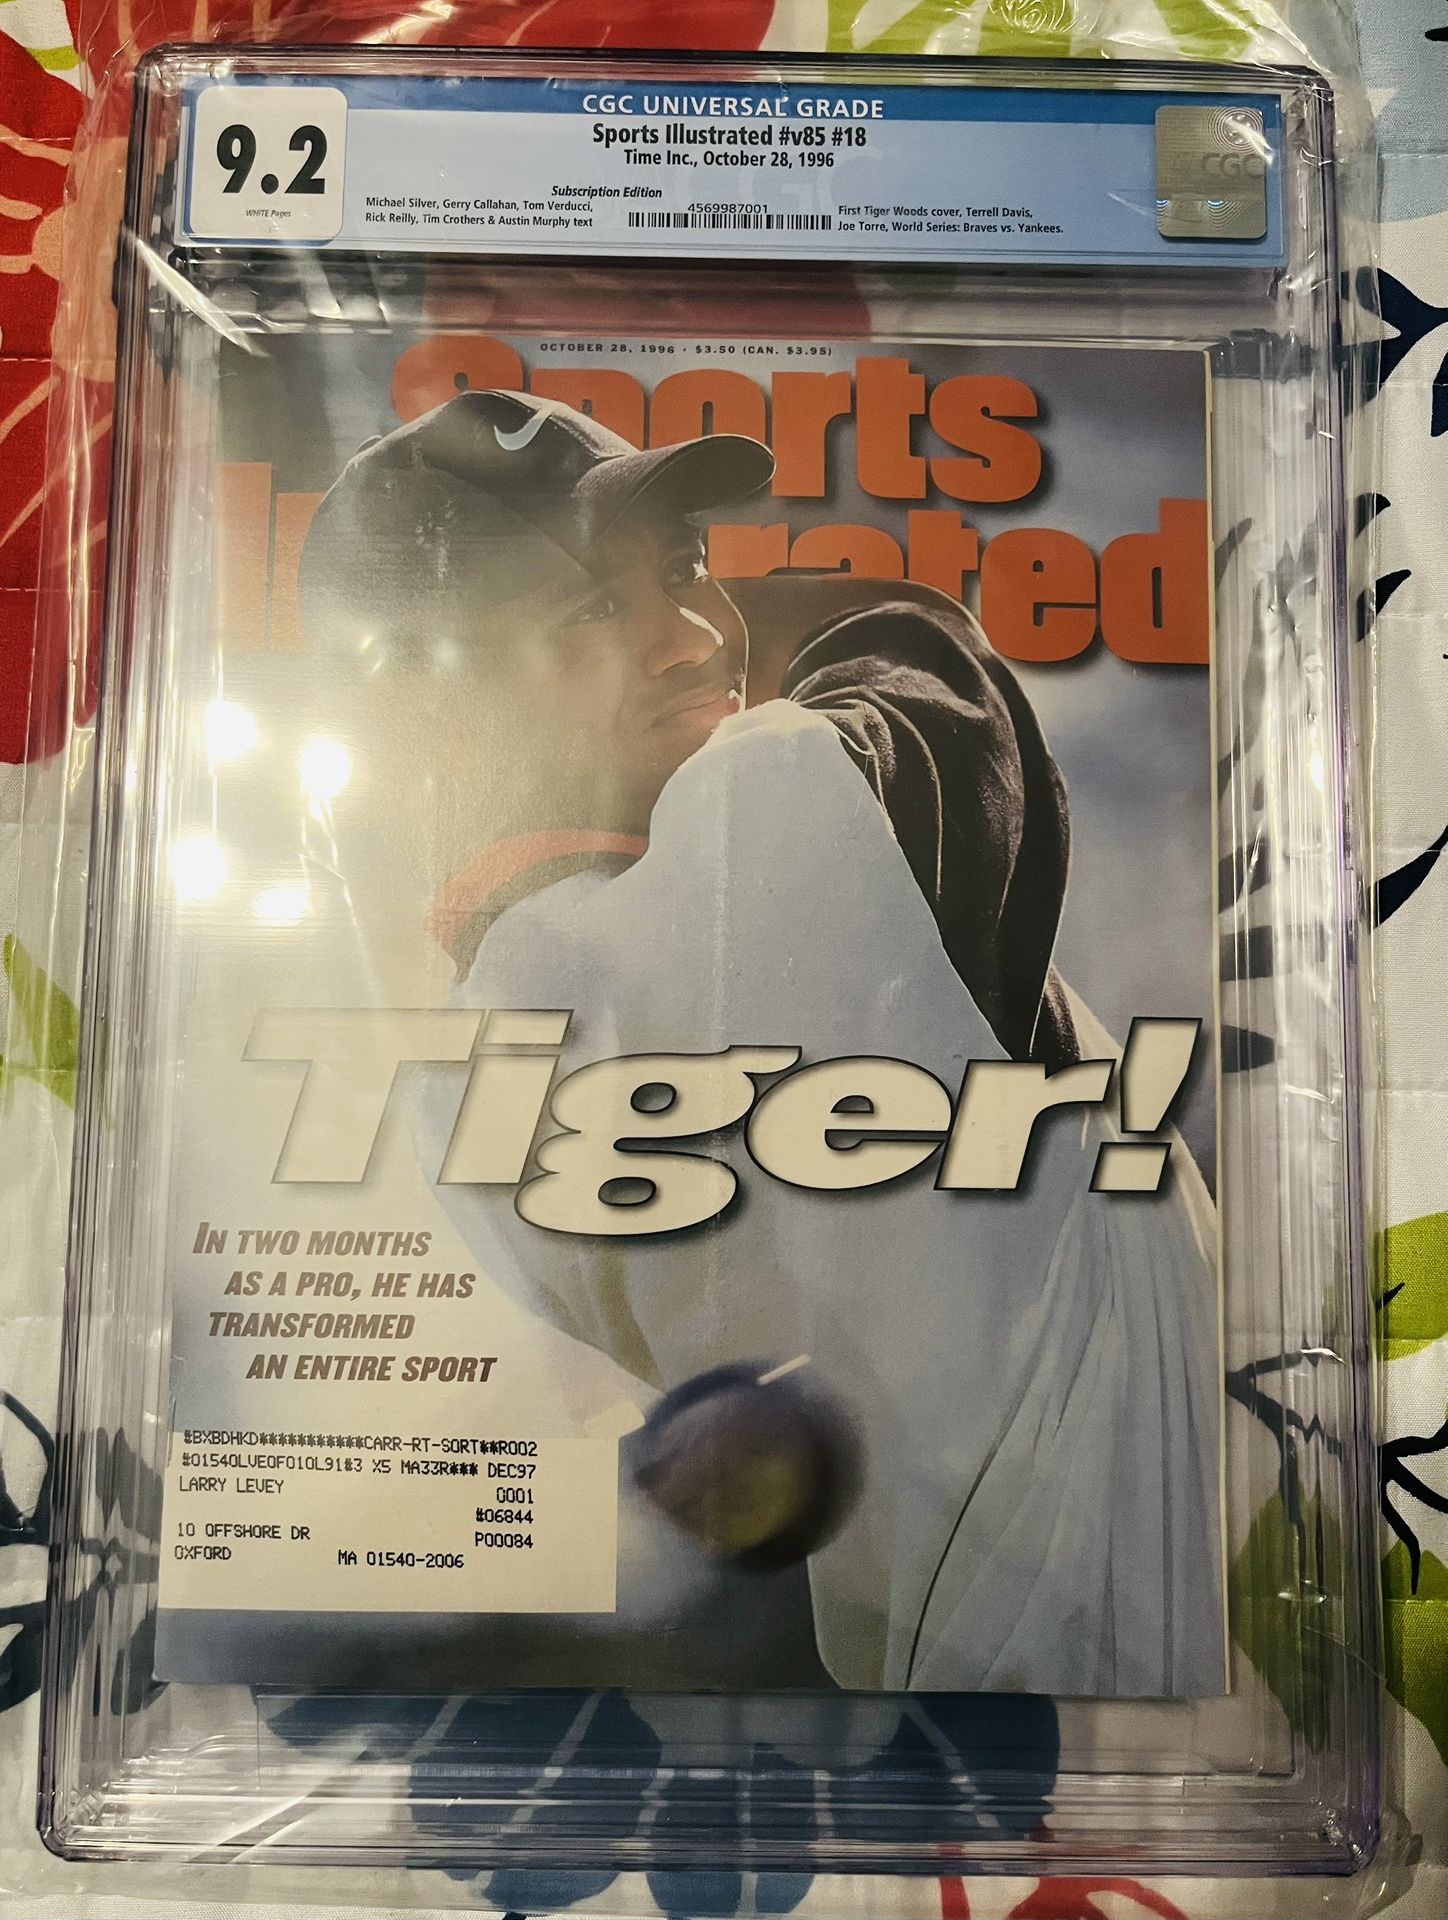 CGC UNIVERSAL GRADE
9.2
WHITE Pages
Sports Illustrated #v85 #18
Time Inc., October 28, 1996
Subscription Edition
Michael Silver, Gerry Callahan, Tom Verducci,
Rick Reilly, Tim Crothers & Austin Murphy text
4569987001
First Tiger Woods cover, Terrell Davis,
Joe Torre, World Series: Braves vs. Yankees.
CGC
OCTOBER 28, 1996 · $3.50 (CAN. $3.95)
Sports
Illustrated
Tiger!
IN TWO MONTHS
AS A PRO, HE HAS
TRANSFORMED
AN ENTIRE SPORT
#BXBDHKD***********CARR-RT-SORT**R002
#01540LVE0F010L91#3 X5 MA33R*** DEC97
LARRY LEVEY 0001
#06844
10 OFFSHORE DR P00084
OXFORD MA 01540-2006